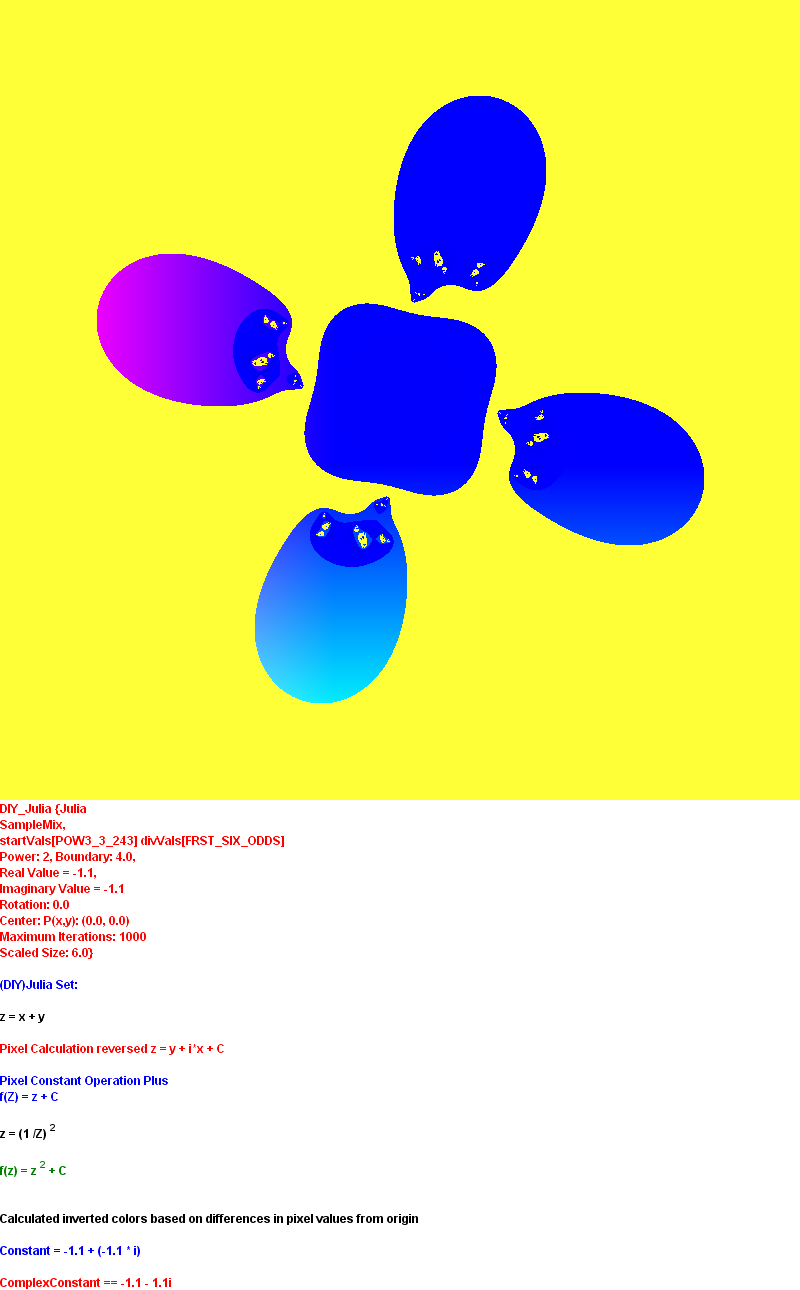 DIY_Julia {Julia
SampleMix,
startVals[POW3_3_243] divVals[FRST_SIX_ODDS]
Power: 2, Boundary: 4.0,
Real Value = -1.1,
Imaginary Value = -1.1
Rotation: 0.0
Center: P(x,y): (0.0, 0.0)
Maximum Iterations: 1000
Scaled Size: 6.0}
(DIY)Julia Set:
z = x + y
Pixel Calculation reversed z = y + i*x + C
Pixel Constant Operation Plus
f(Z) = z + C
z = (1 /Z) 2
f(z) = z 2 + C
Calculated inverted colors based on differences in pixel values from origin
Constant = -1.1 + (-1.1 * i)
ComplexConstant == -1.1 - 1.1i